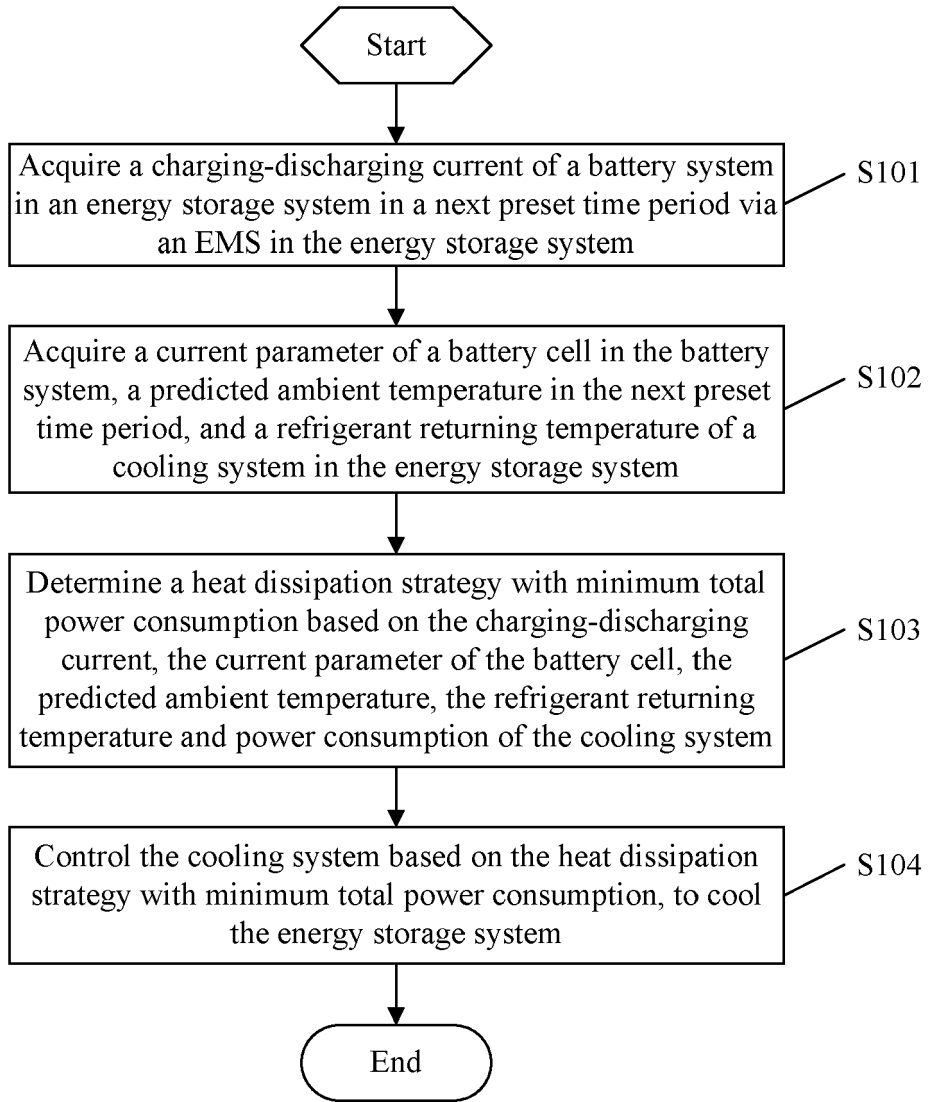 Start
Acquire a charging-discharging current of a battery system
in an energy storage system in a next preset time period via
an EMS in the energy storage system
S101
Acquire a current parameter of a battery cell in the battery
system, a predicted ambient temperature in the next preset
time period, and a refrigerant returning temperature of a
cooling system in the energy storage system
S102
Determine a heat dissipation strategy with minimum total
power consumption based on the charging-discharging
current, the current parameter of the battery cell, the
predicted ambient temperature, the refrigerant returning
temperature and power consumption of the cooling system
S103
Control the cooling system based on the heat dissipation
strategy with minimum total power consumption, to cool
the energy storage system
S104
End